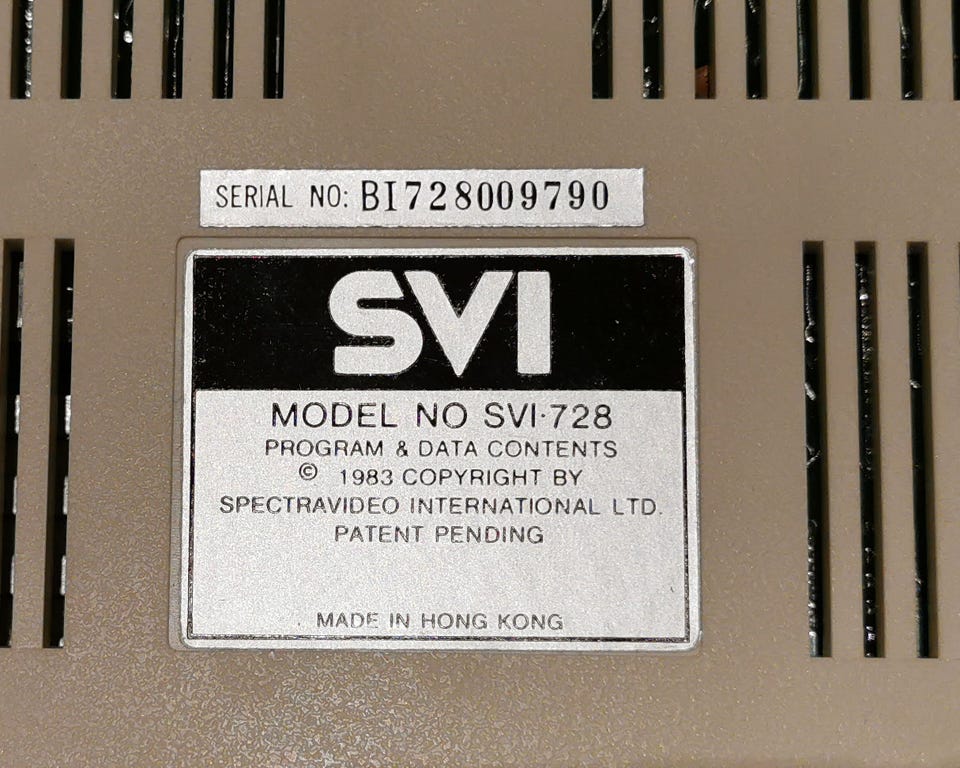 SERIAL NO: BI728009790
SVI
MODEL NO SVI·728
PROGRAM & DATA CONTENTS
© 1983 COPYRIGHT BY
SPECTRAVIDEO INTERNATIONAL LTD.
PATENT PENDING
MADE IN HONG KONG